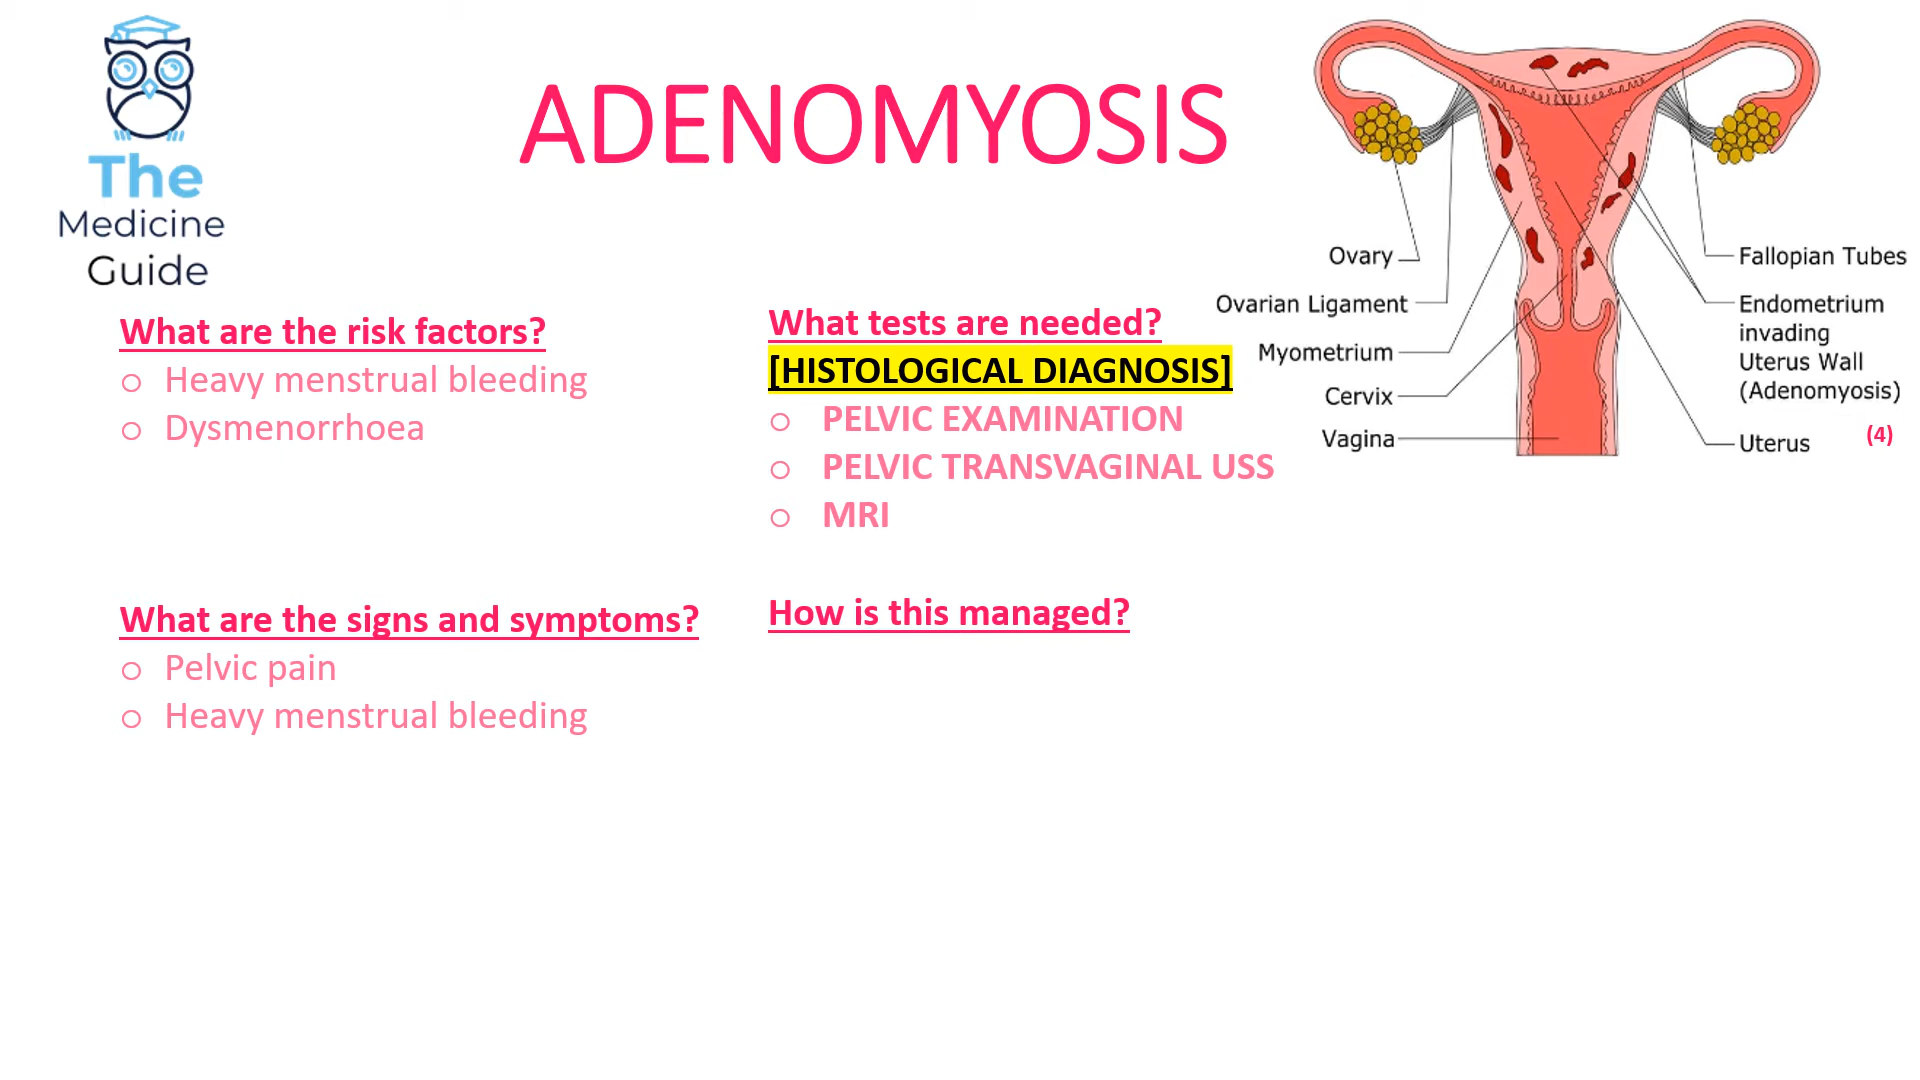 The
Medicine
Guide
ADENOMYOSIS
What are the risk factors?
o Heavy menstrual bleeding
o Dysmenorrhoea
What are the signs and symptoms?
o Pelvic pain
o Heavy menstrual bleeding
What tests are needed?
[HISTOLOGICAL DIAGNOSIS]
o PELVIC EXAMINATION
o PELVIC TRANSVAGINAL USS
o MRI
How is this managed?
Ovary
Ovarian Ligament
Myometrium
Cervix
Vagina
Fallopian Tubes
Endometrium
invading
Uterus Wall
(Adenomyosis)
Uterus
(4)